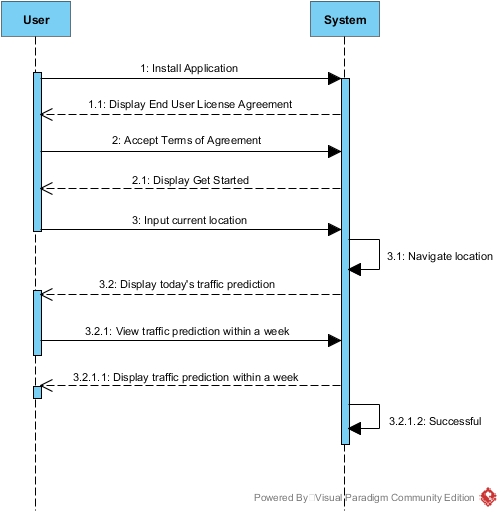 User
System
1: Install Application
1.1: Display End User License Agreement
2: Accept Terms of Agreement
2.1: Display Get Started
3: Input current location
3.1: Navigate location
3.2: Display today's traffic prediction
3.2.1: View traffic prediction within a week
3.2.1.1: Display traffic prediction within a week
3.2.1.2: Successful
Powered By Visual Paradigm Community Edition